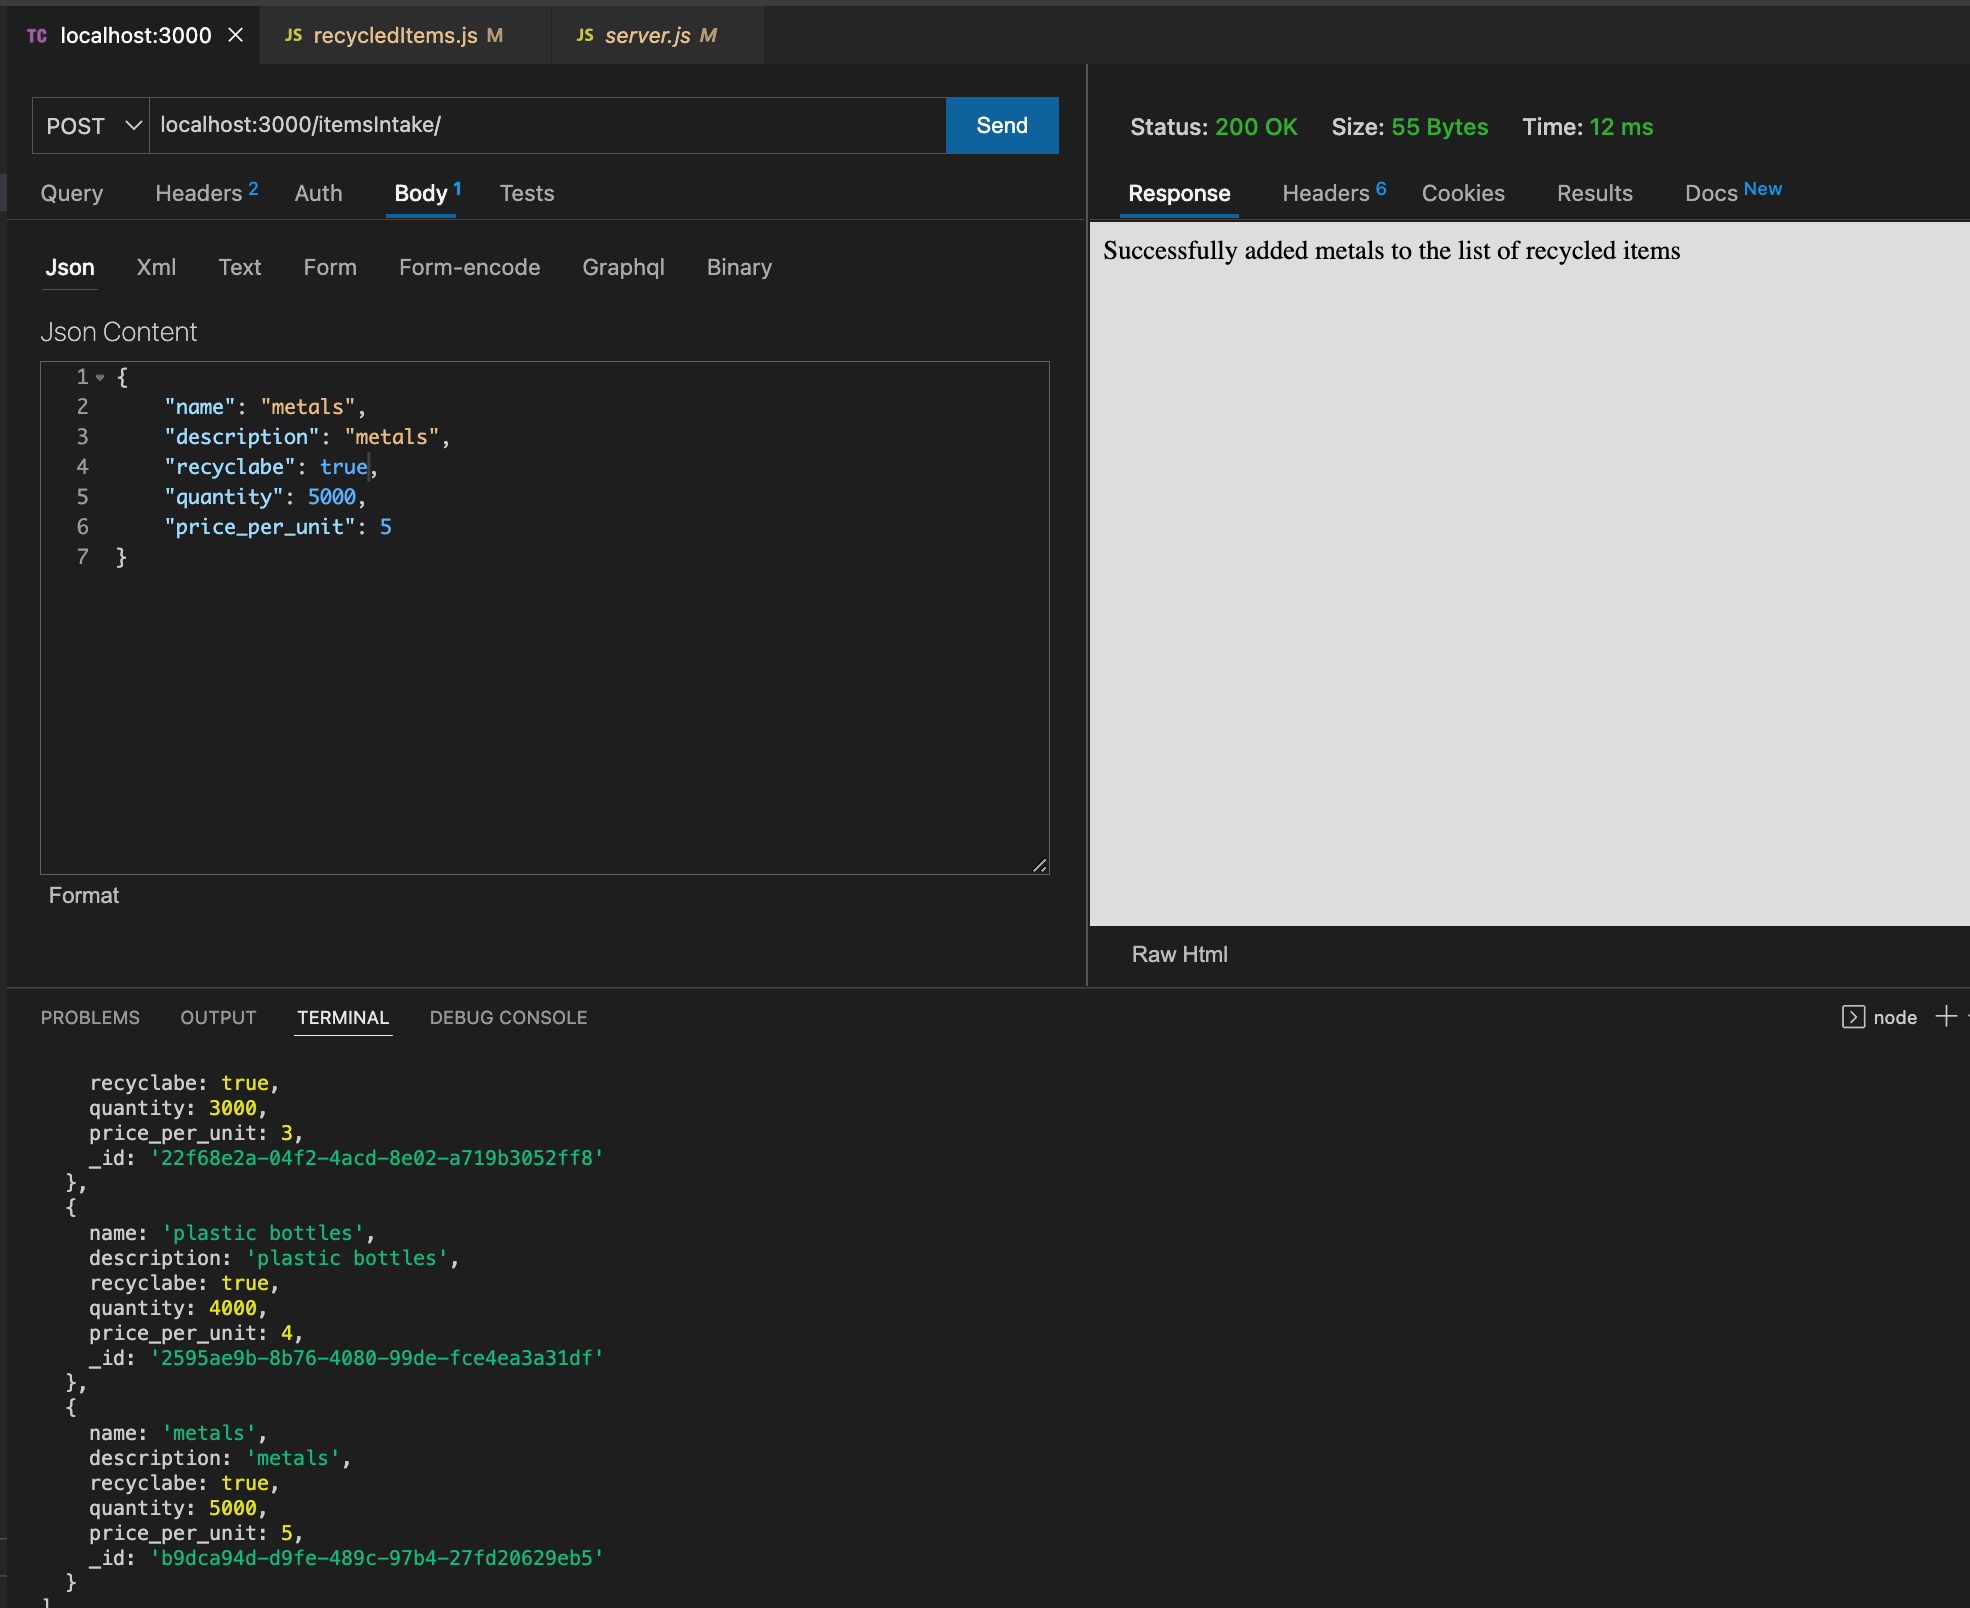 TC localhost:3000 JS recycledItems.js M JS server.js M
POST localhost:3000/itemsIntake/ Send
Query Headers 2 Auth Body 1 Tests
Json Xml Text Form Form-encode Graphql Binary
Json Content
1 {
2 "name": "metals",
3 "description": "metals",
4 "recyclabe": true,
5 "quantity": 5000,
6 "price_per_unit": 5
7 }
Format
Status: 200 OK Size: 55 Bytes Time: 12 ms
Response Headers 6 Cookies Results Docs New
Successfully added metals to the list of recycled items
Raw Html
PROBLEMS OUTPUT TERMINAL DEBUG CONSOLE node
recyclabe: true,
quantity: 3000,
price_per_unit: 3,
_id: '22f68e2a-04f2-4acd-8e02-a719b3052ff8'
},
{
name: 'plastic bottles',
description: 'plastic bottles',
recyclabe: true,
quantity: 4000,
price_per_unit: 4,
_id: '2595ae9b-8b76-4080-99de-fce4ea3a31df'
},
{
name: 'metals',
description: 'metals',
recyclabe: true,
quantity: 5000,
price_per_unit: 5,
_id: 'b9dca94d-d9fe-489c-97b4-27fd20629eb5'
}
]